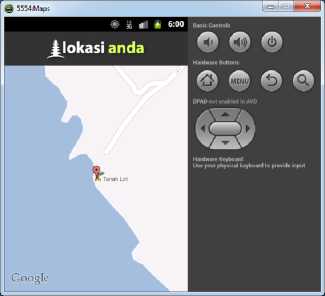 5554:iMaps
Basic Controls
6:00
lokasi anda
Hardware Buttons
MENU
DPAD not enabled in AVD
Hardware Keyboard
Use your physical keyboard to provide input
Tanah Lot
Google